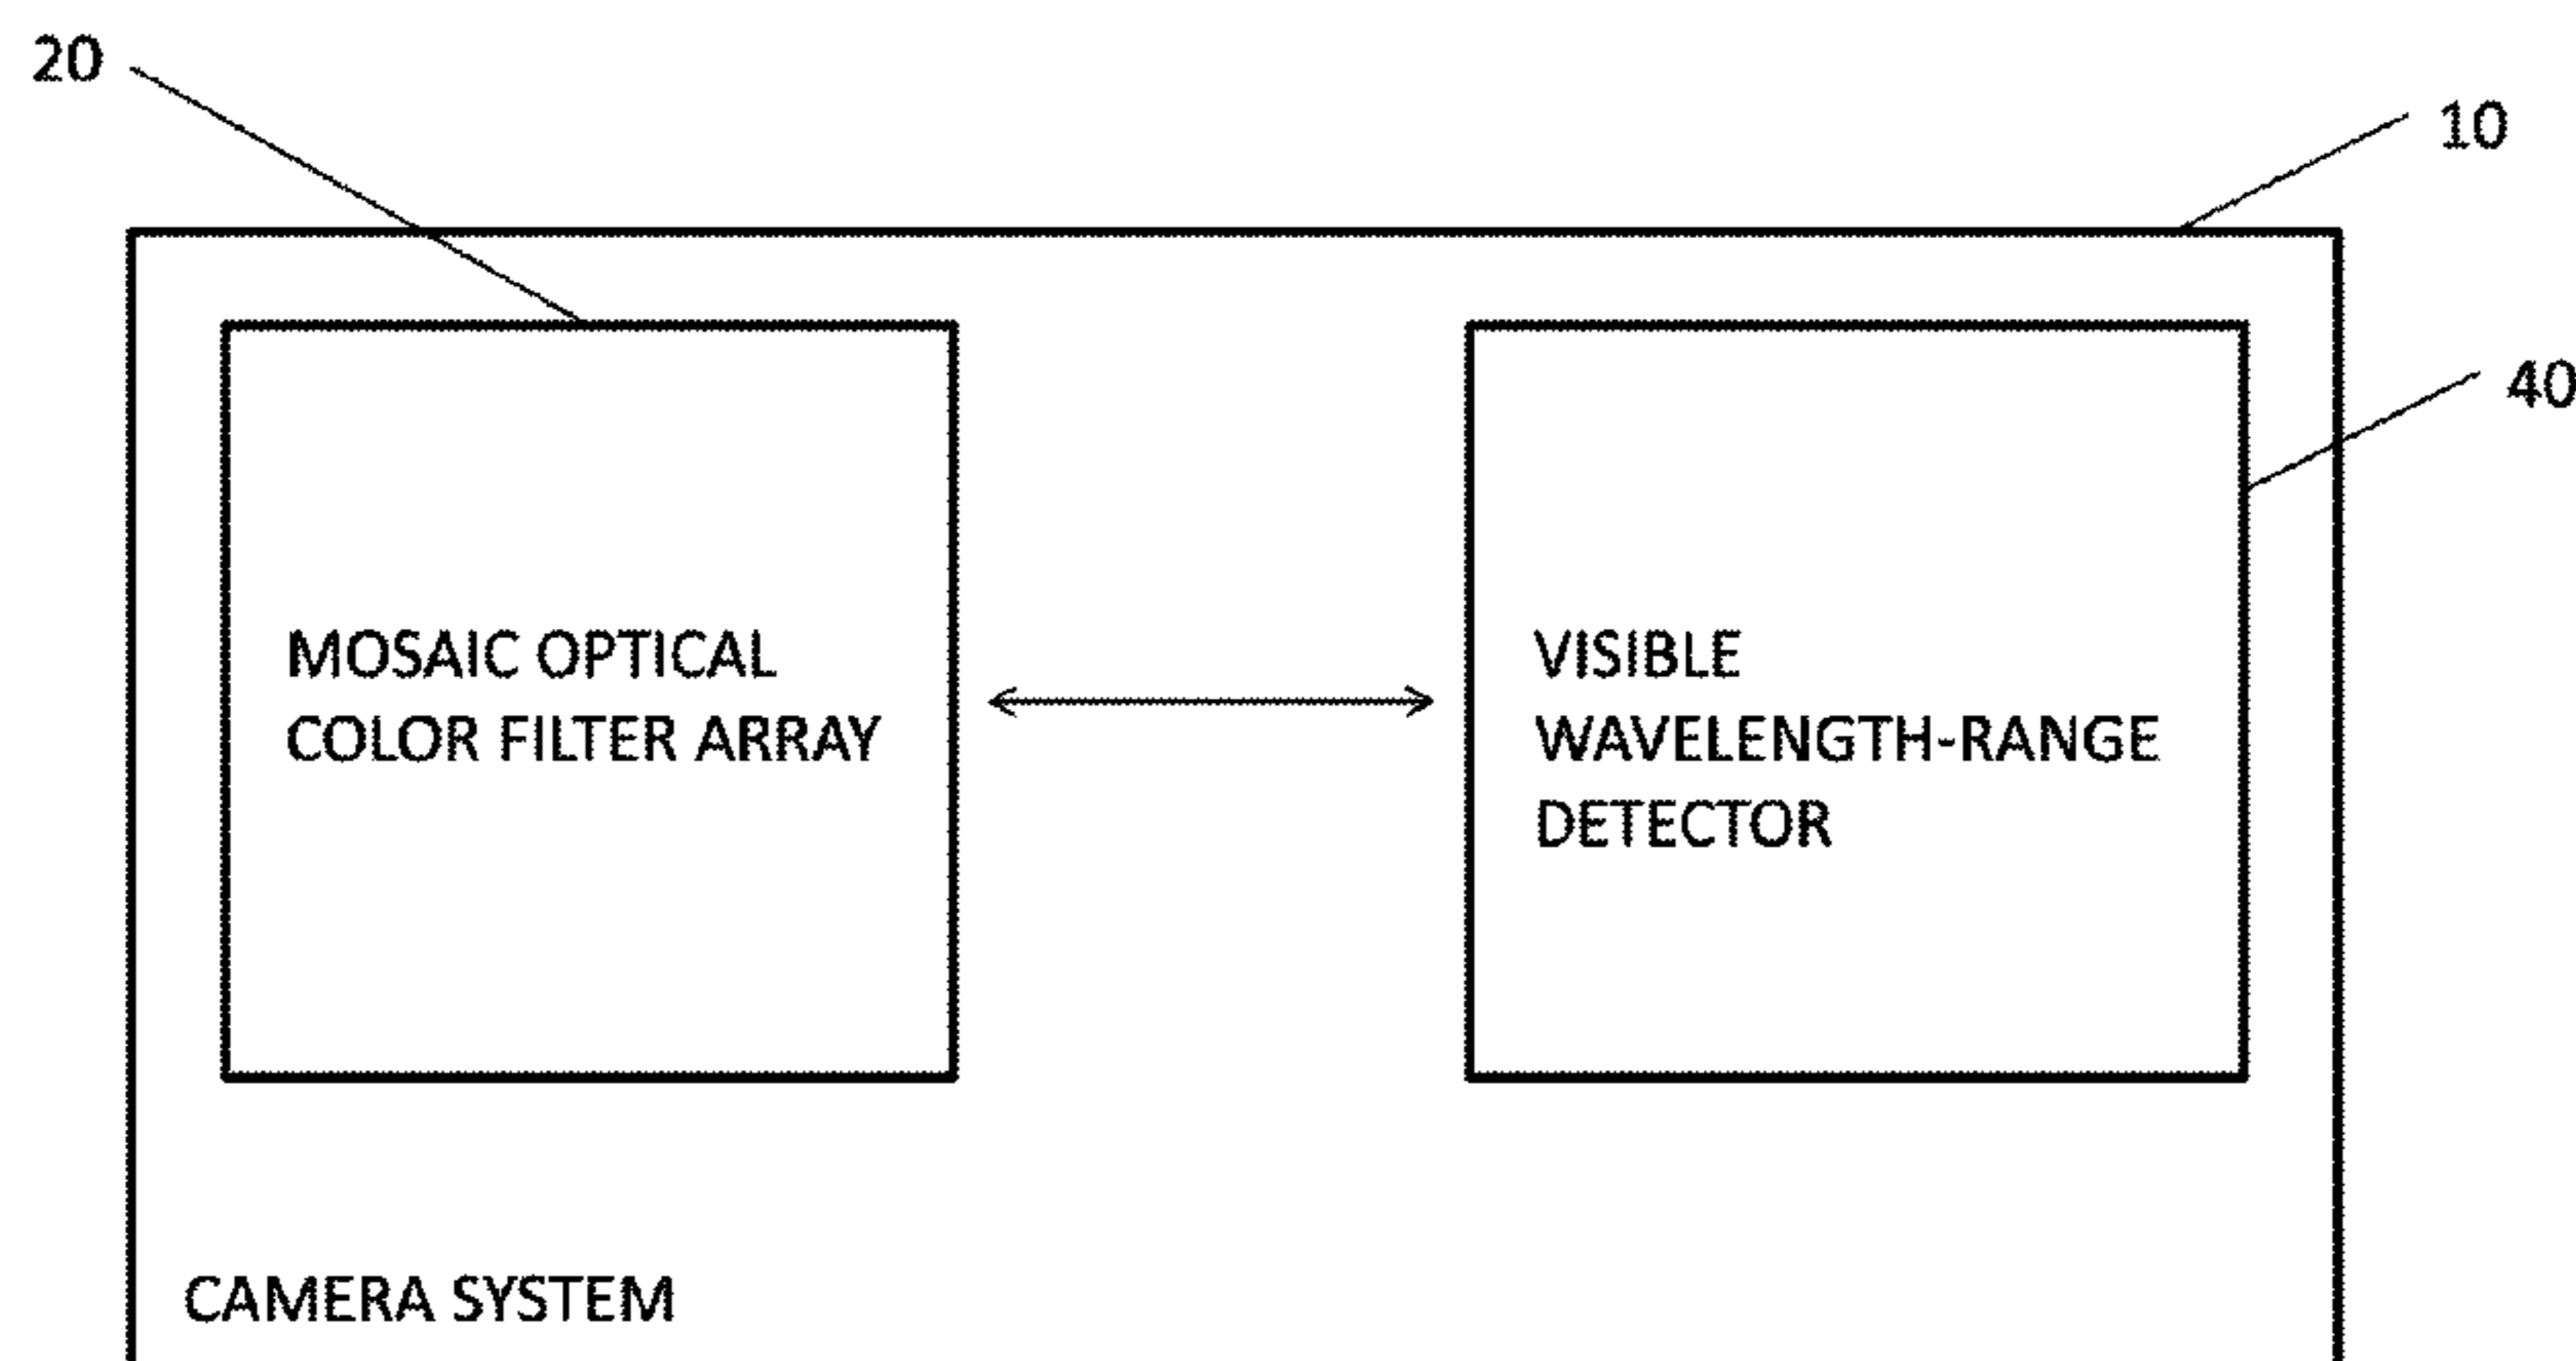 20
10
40
MOSAIC OPTICAL
COLOR FILTER ARRAY
VISIBLE
WAVELENGTH-RANGE
DETECTOR
CAMERA SYSTEM